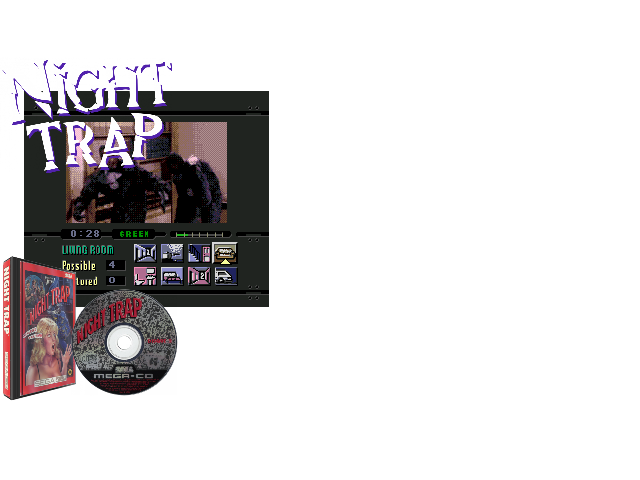 NIGHT
TRAP
0:28 GREEN
LIVING ROOM
Possible 4
tured 0
NIGHT TRAP
NIGHT TRAP
NIGHT TRAP
SEGA
MEGA-CD